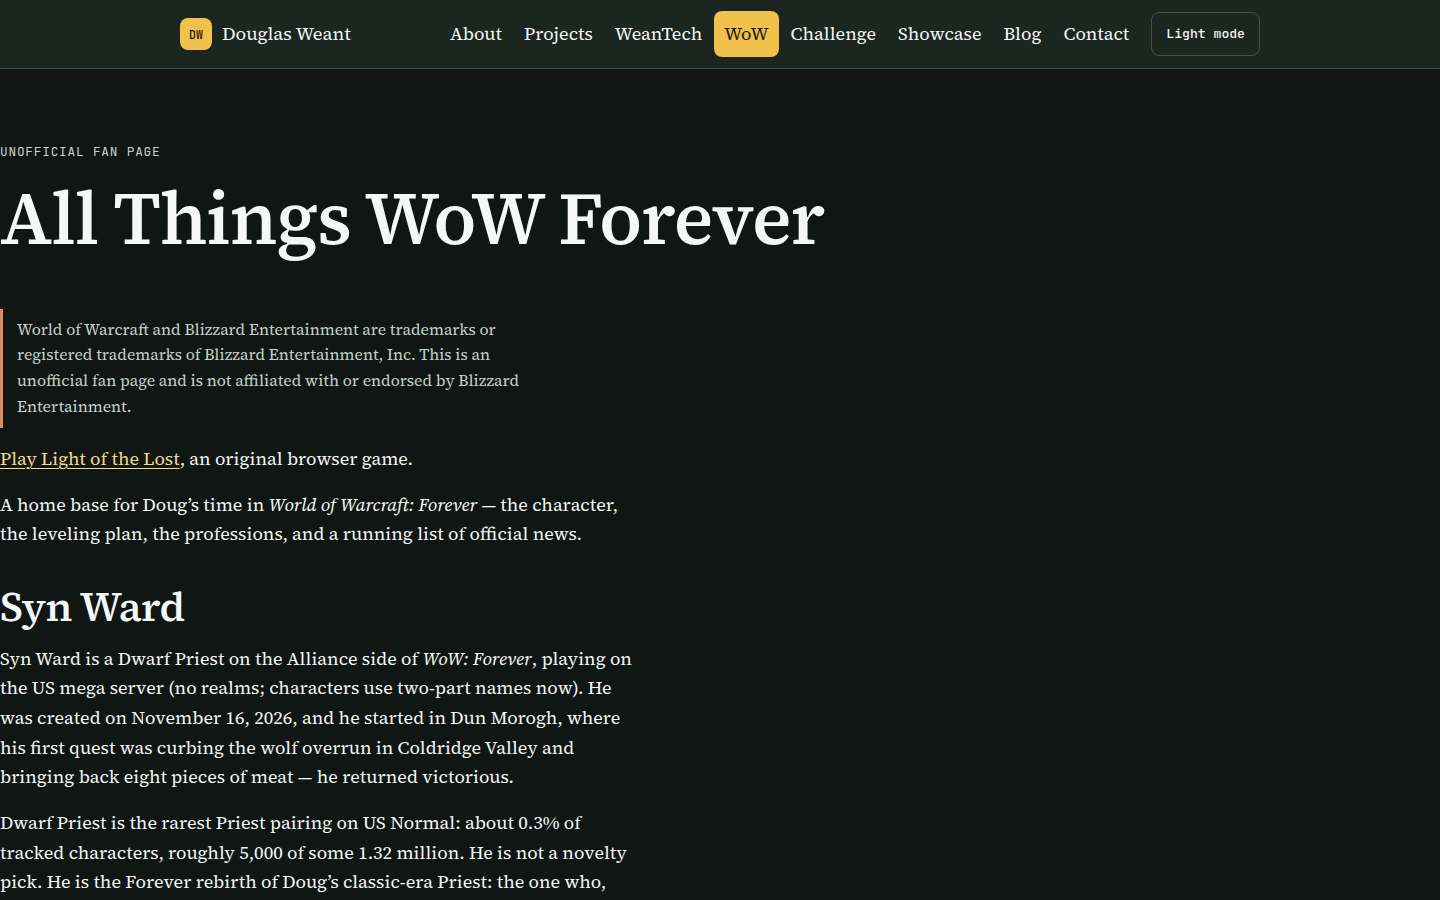 DW Douglas Weant About Projects WeanTech WoW Challenge Showcase Blog Contact Light mode
UNOFFICIAL FAN PAGE
All Things WoW Forever
World of Warcraft and Blizzard Entertainment are trademarks or
registered trademarks of Blizzard Entertainment, Inc. This is an
unofficial fan page and is not affiliated with or endorsed by Blizzard
Entertainment.
Play Light of the Lost, an original browser game.
A home base for Doug’s time in World of Warcraft: Forever — the character,
the leveling plan, the professions, and a running list of official news.
Syn Ward
Syn Ward is a Dwarf Priest on the Alliance side of WoW: Forever, playing on
the US mega server (no realms; characters use two-part names now). He
was created on November 16, 2026, and he started in Dun Morogh, where
his first quest was curbing the wolf overrun in Coldridge Valley and
bringing back eight pieces of meat — he returned victorious.
Dwarf Priest is the rarest Priest pairing on US Normal: about 0.3% of
tracked characters, roughly 5,000 of some 1.32 million. He is not a novelty
pick. He is the Forever rebirth of Doug’s classic-era Priest: the one who,